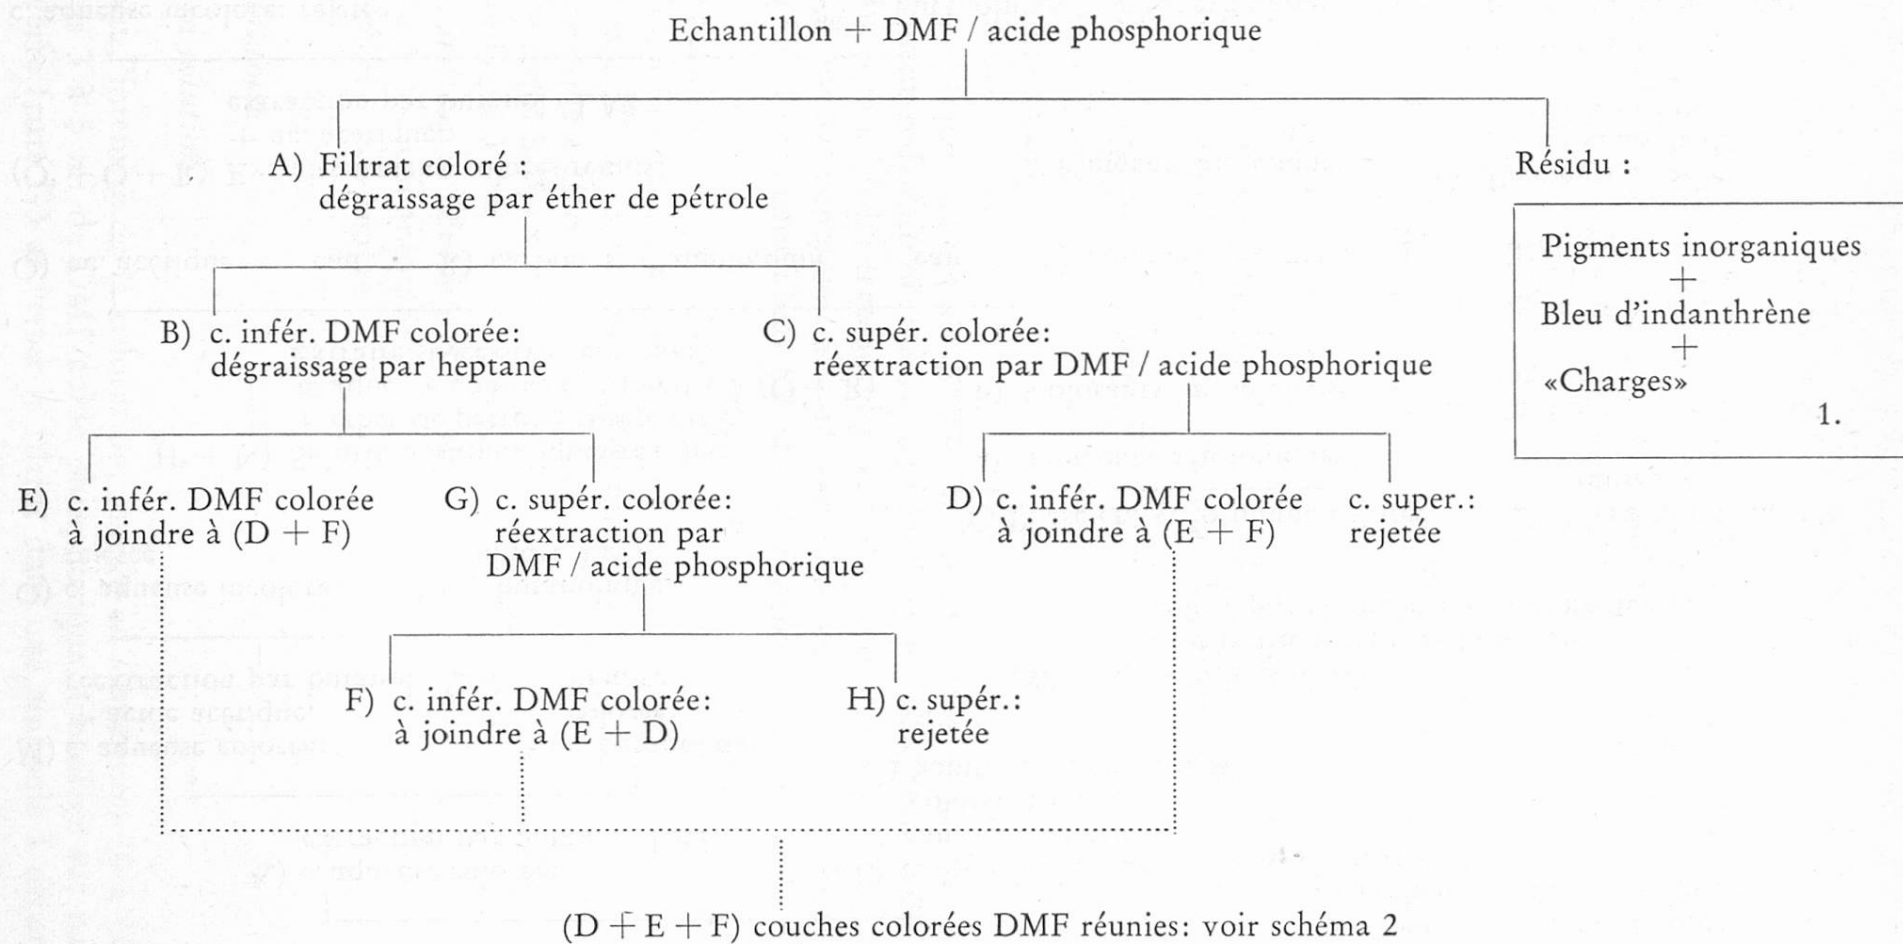 Echantillon + DMF / acide phosphorique
A) Filtrat coloré :
dégraissage par éther de pétrole
Résidu :
Pigments inorganiques
+
Bleu d'indanthrène
+
«Charges»
1.
B) c. infér. DMF colorée:
dégraissage par heptane
C) c. supér. colorée:
réextraction par DMF / acide phosphorique
E) c. infér. DMF colorée
à joindre à (D + F)
G) c. supér. colorée:
réextraction par
DMF / acide phosphorique
D) c. infér. DMF colorée
à joindre à (E + F)
c. super.:
rejetée
F) c. infér. DMF colorée:
à joindre à (E + D)
H) c. supér.:
rejetée
(D + E + F) couches colorées DMF réunies: voir schéma 2